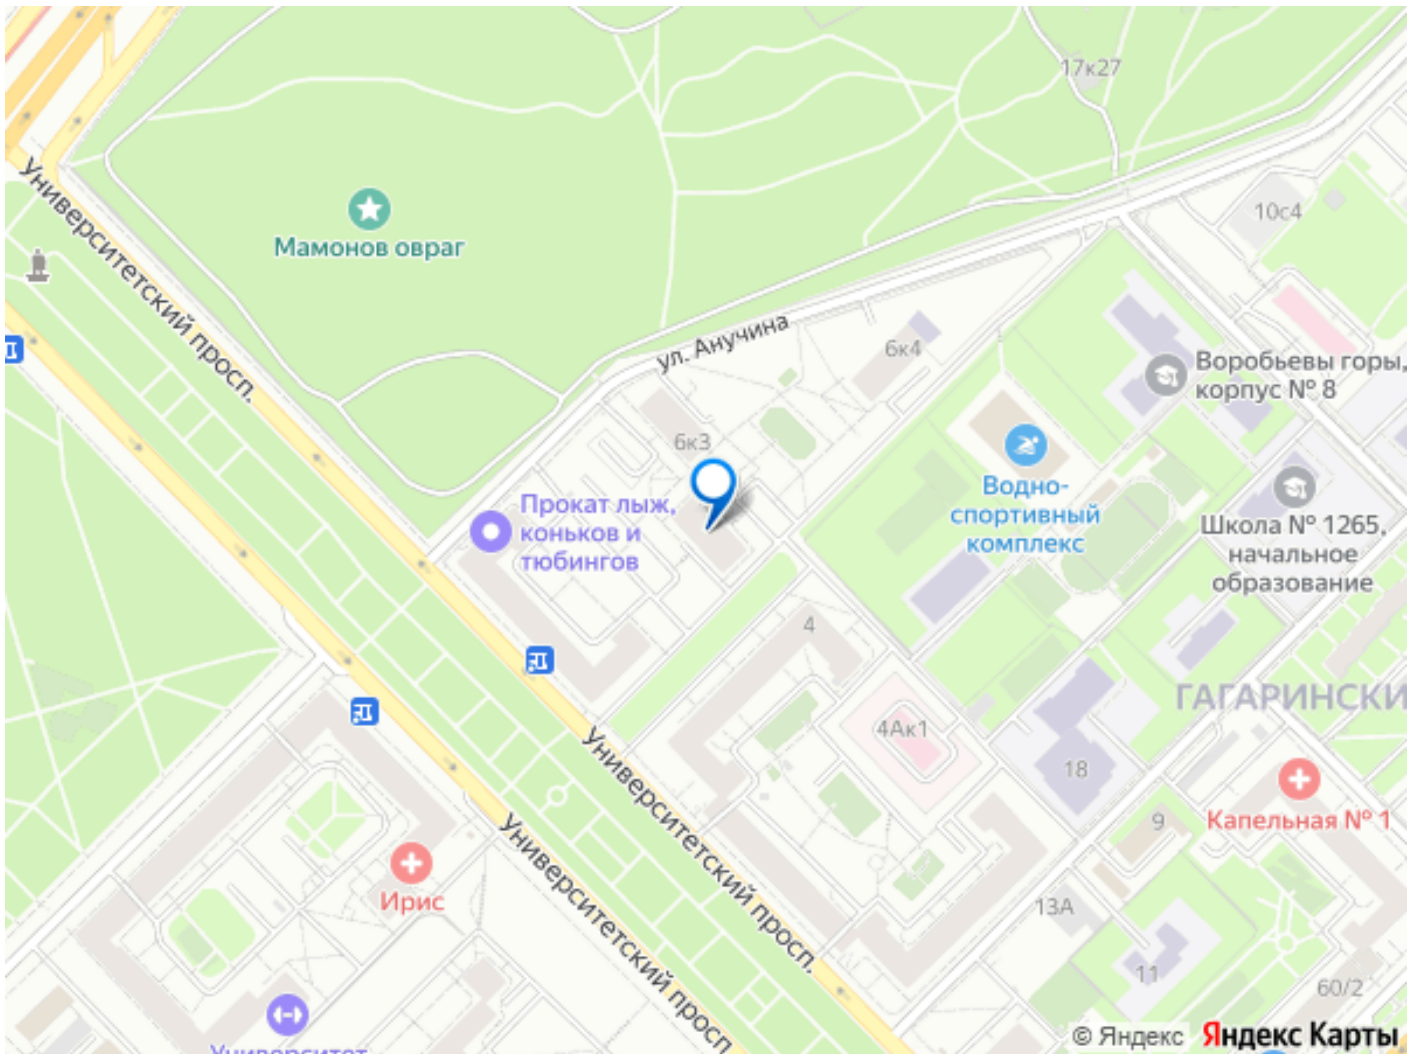 17к27
10с4
Университетский просп.
Мамонов овраг
ул. Анучина
6к4
Воробьевы горы,
корпус № 8
6к3
Водно-
спортивный
комплекс
Прокат лыж,
коньков и
тюбингов
Школа № 1265,
начальное
образование
4
ГАГАРИНСКИ
4Ак1
18
Университетский просп.
9
Капельная № 1
Ирис
Университетский просп
13А
11
60/2
Университет
© Яндекс Яндекс Карты